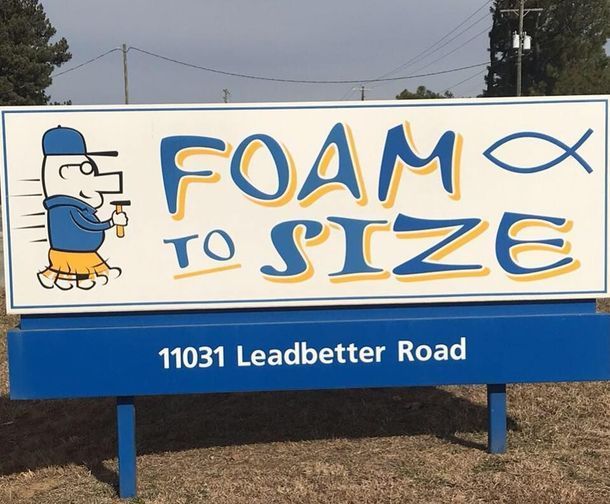 FOAM
TO SIZE
11031 Leadbetter Road